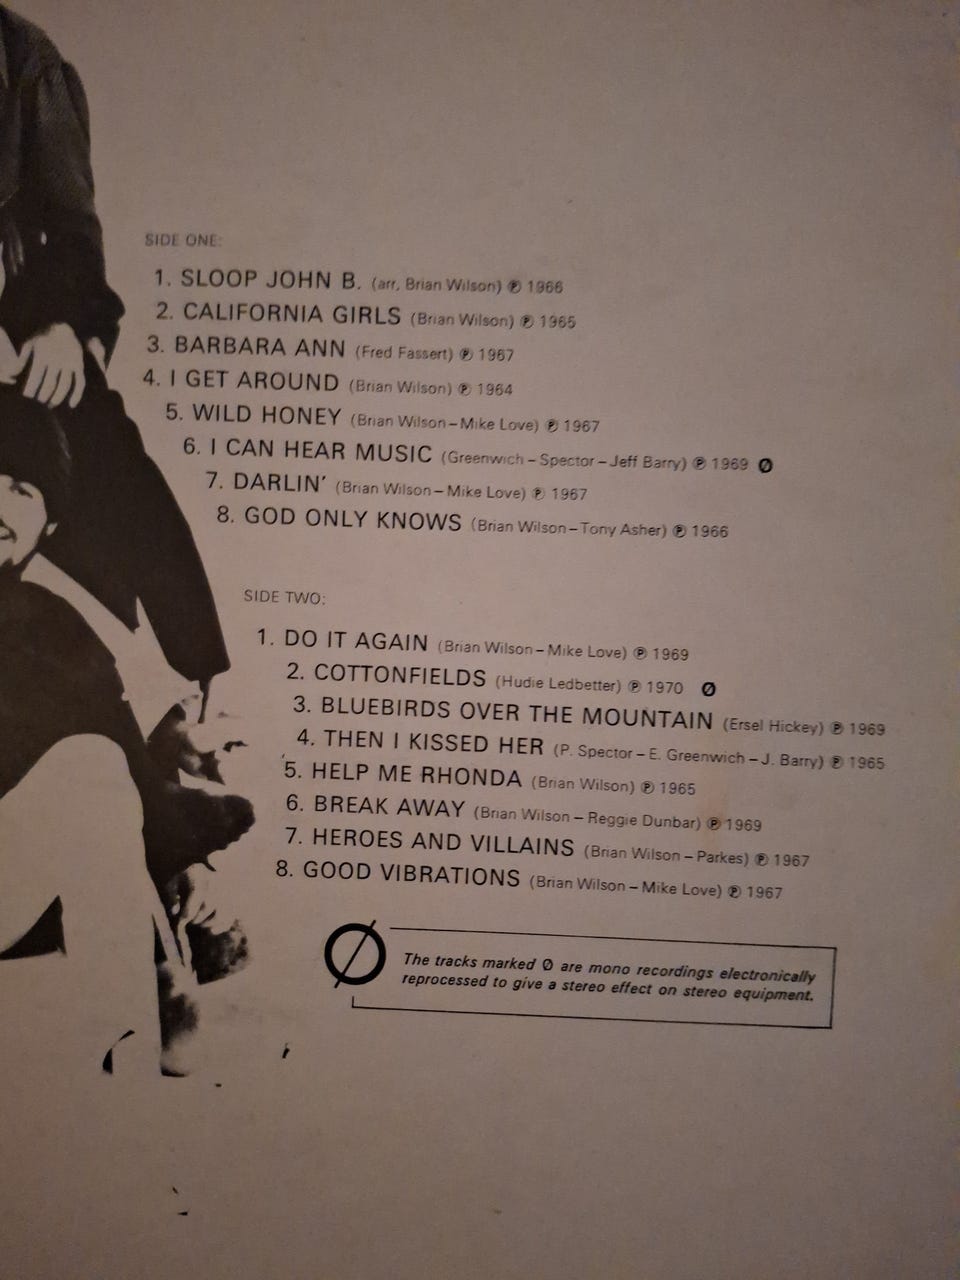 SIDE ONE:
1. SLOOP JOHN B. (arr. Brian Wilson) ℗ 1966
2. CALIFORNIA GIRLS (Brian Wilson) ℗ 1965
3. BARBARA ANN (Fred Fassert) ℗ 1967
4. I GET AROUND (Brian Wilson) ℗ 1964
5. WILD HONEY (Brian Wilson – Mike Love) ℗ 1967
6. I CAN HEAR MUSIC (Greenwich – Spector – Jeff Barry) ℗ 1969 Ø
7. DARLIN' (Brian Wilson – Mike Love) ℗ 1967
8. GOD ONLY KNOWS (Brian Wilson – Tony Asher) ℗ 1966
SIDE TWO:
1. DO IT AGAIN (Brian Wilson – Mike Love) ℗ 1969
2. COTTONFIELDS (Hudie Ledbetter) ℗ 1970 Ø
3. BLUEBIRDS OVER THE MOUNTAIN (Ersel Hickey) ℗ 1969
4. THEN I KISSED HER (P. Spector – E. Greenwich – J. Barry) ℗ 1965
5. HELP ME RHONDA (Brian Wilson) ℗ 1965
6. BREAK AWAY (Brian Wilson – Reggie Dunbar) ℗ 1969
7. HEROES AND VILLAINS (Brian Wilson – Parkes) ℗ 1967
8. GOOD VIBRATIONS (Brian Wilson – Mike Love) ℗ 1967
Ø
The tracks marked Ø are mono recordings electronically
reprocessed to give a stereo effect on stereo equipment.